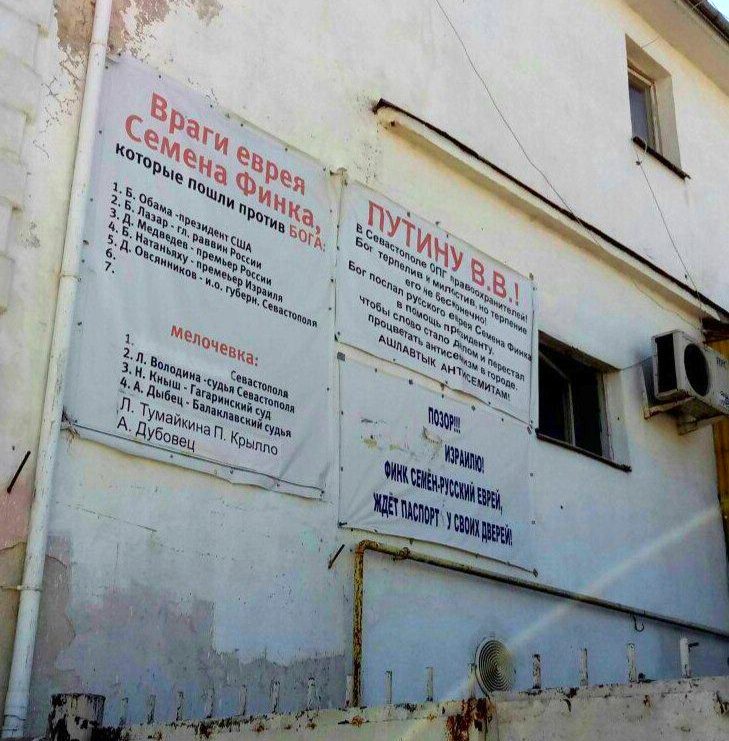 Враги еврея
Семена Финка,
которые пошли против БОГА:
1. Б. Обама -президент США
2. Б. Лазар - гл. раввин России
3. Д. Медведев - премьер России
4. Б. Натаньяху - премеьер Израиля
5. Д. Овсянников - и.о. губерн. Севастополя
6.
7.
мелочевка:
1.
Севастополя
2. Л. Володина -судья Севастополя
3. Н. Кныш - Гагаринский суд
4. А. Дыбец - Балаклавский судья
Л. Тумайкина П. Крылло
А. Дубовец
ПУТИНУ В.В.!
В Севастополе ОПГ правоохранителей!
Бог терпелив и милостив, но терпение
его не бесконечно!
Бог послал русского еврея Семена Финка
в помощь президенту,
чтобы слово стало делом и перестал
процветать антисемизм в городе.
АШЛАВТЫК АНТИСЕМИТАМ!
ПОЗОР!!!
ИЗРАИЛЮ!
ФИНК СЕМЁН-РУССКИЙ ЕВРЕЙ,
ЖДЁТ ПАСПОРТ У СВОИХ ДВЕРЕЙ!